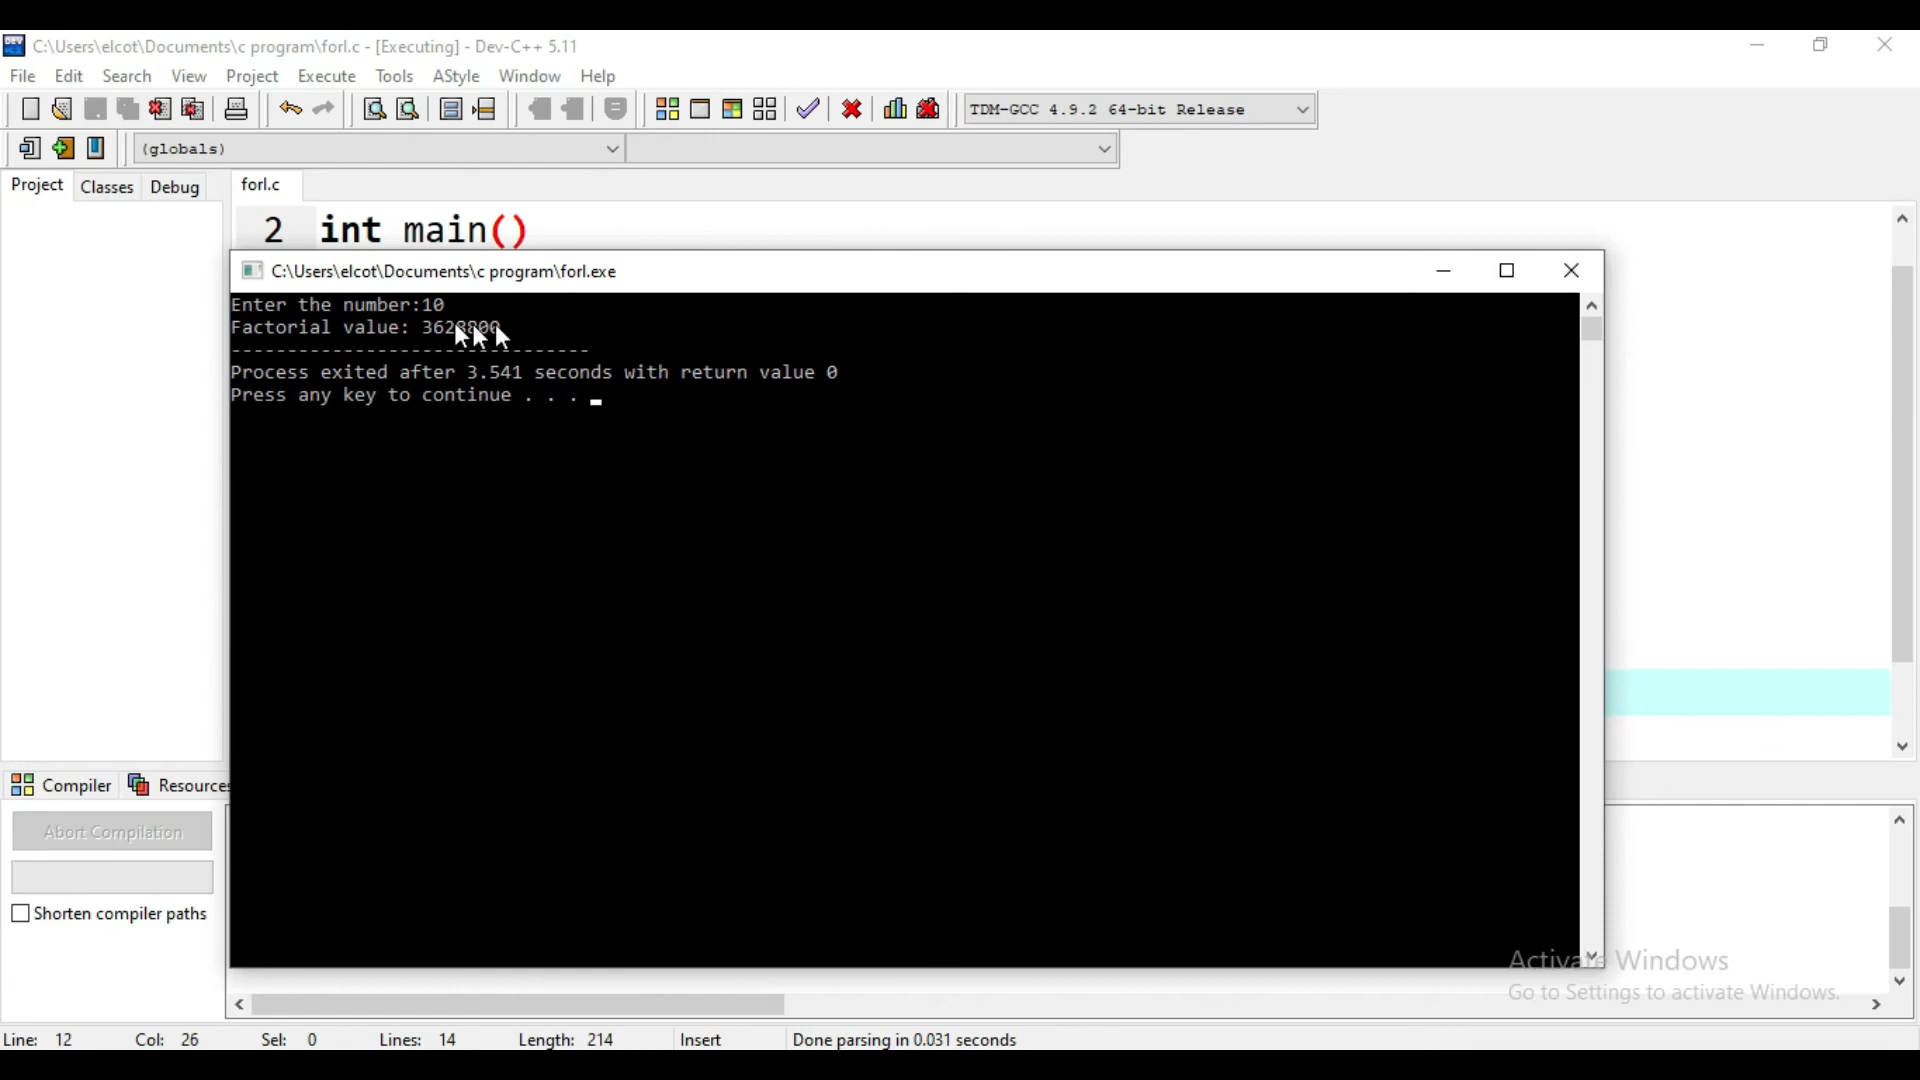 C:\Users\elcot\Documents\c program\forl.c - [Executing] - Dev-C++ 5.11
File Edit Search View Project Execute Tools AStyle Window Help
TDM-GCC 4.9.2 64-bit Release
(globals)
Project Classes Debug forl.c
2 int main()
C:\Users\elcot\Documents\c program\forl.exe
Enter the number:10
Factorial value: 3628800
--------------------------------
Process exited after 3.541 seconds with return value 0
Press any key to continue . . .
Compiler Resources
Abort Compilation
Shorten compiler paths
Activate Windows
Go to Settings to activate Windows.
Line: 12 Col: 26 Sel: 0 Lines: 14 Length: 214 Insert Done parsing in 0.031 seconds